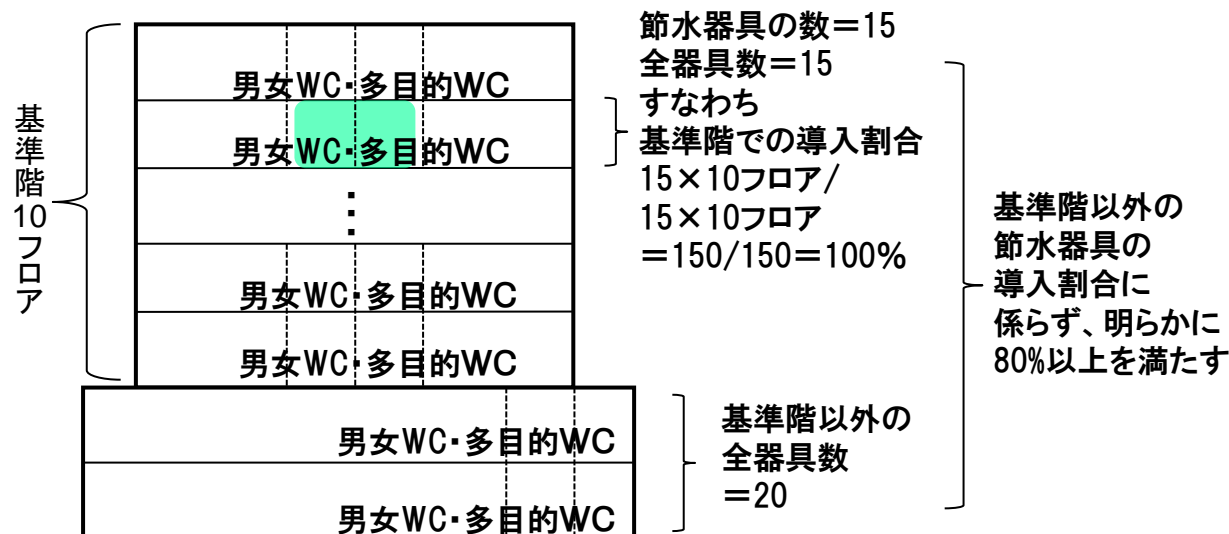 基準階10フロア
男女WC・多目的WC
男女WC・多目的WC
⋮
男女WC・多目的WC
男女WC・多目的WC
男女WC・多目的WC
男女WC・多目的WC
節水器具の数＝15
全器具数＝15
すなわち
基準階での導入割合
15×10フロア/
15×10フロア
＝150/150＝100%
基準階以外の
全器具数
＝20
基準階以外の
節水器具の
導入割合に
係らず、明らかに
80%以上を満たす